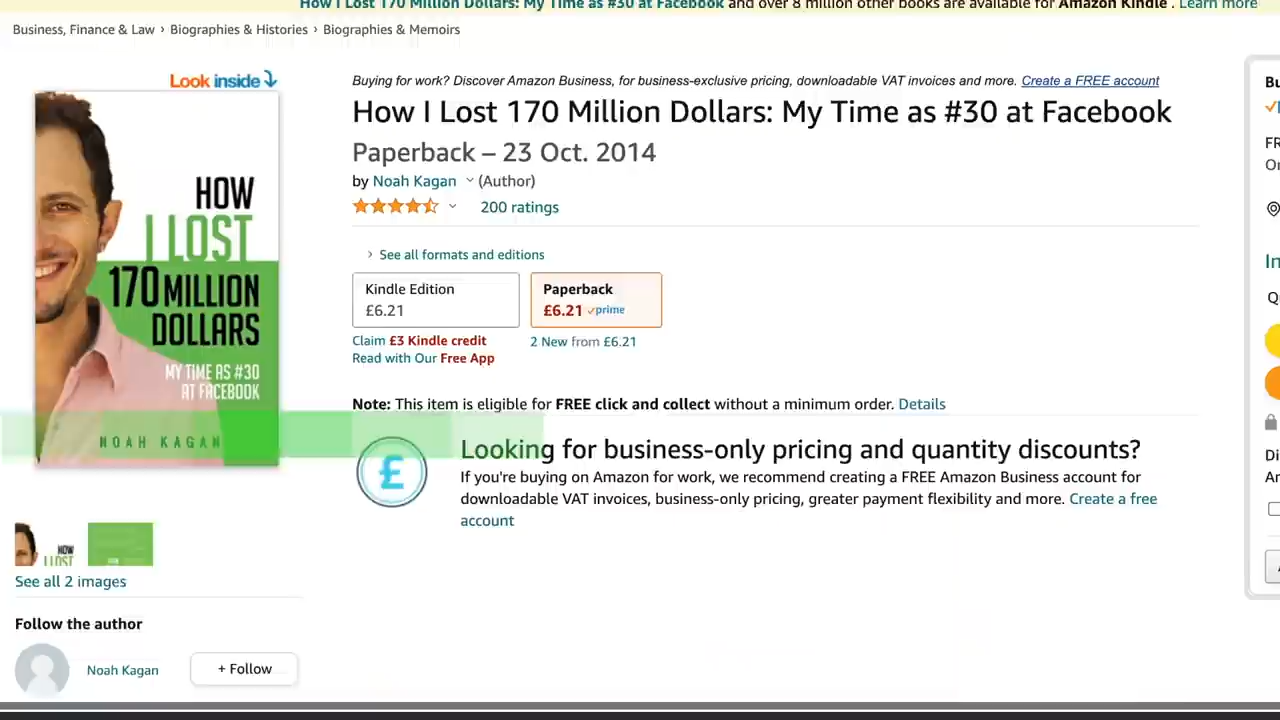 How I Lost 170 Million Dollars: My Time as #30 at Facebook and over 8 million other books are available for Amazon Kindle . Learn more
Business, Finance & Law › Biographies & Histories › Biographies & Memoirs
Look inside
Buying for work? Discover Amazon Business, for business-exclusive pricing, downloadable VAT invoices and more. Create a FREE account
How I Lost 170 Million Dollars: My Time as #30 at Facebook
Paperback – 23 Oct. 2014
by Noah Kagan (Author)
200 ratings
› See all formats and editions
Kindle Edition
£6.21
Paperback
£6.21 prime
Claim £3 Kindle credit
Read with Our Free App
2 New from £6.21
Note: This item is eligible for FREE click and collect without a minimum order. Details
Looking for business-only pricing and quantity discounts?
If you're buying on Amazon for work, we recommend creating a FREE Amazon Business account for
downloadable VAT invoices, business-only pricing, greater payment flexibility and more. Create a free
account
HOW
I LOST
170 MILLION
DOLLARS
MY TIME AS #30
AT FACEBOOK
NOAH KAGAN
£
HOW
I LOST
See all 2 images
Follow the author
Noah Kagan
+ Follow